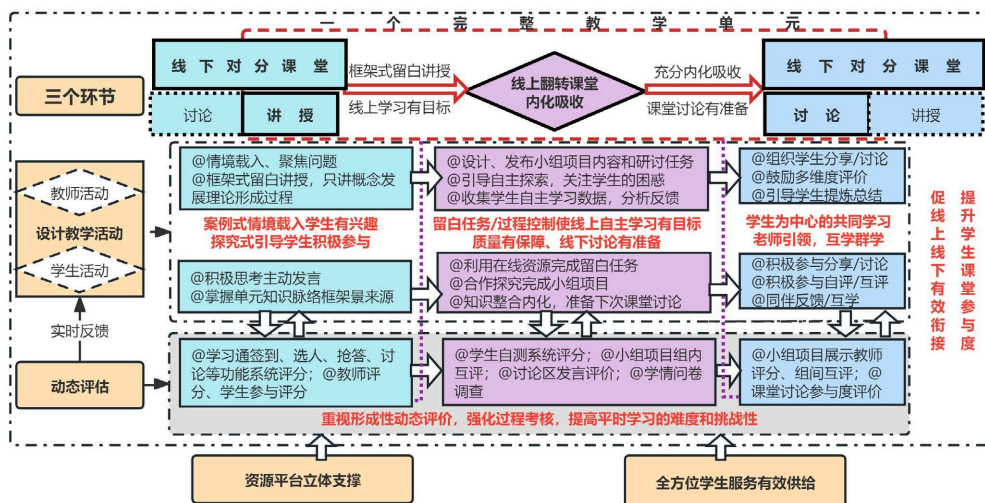 一个完整教学单元
三个环节
线下对分课堂
讨论
讲授
框架式留白讲授
线上学习有目标
线上翻转课堂
内化吸收
充分内化吸收
课堂讨论有准备
线下对分课堂
讨论
讲授
教师活动
设计教学活动
学生活动
实时反馈
动态评估
@情境载入、聚焦问题
@框架式留白讲授，只讲概念发
展理论形成过程
@设计、发布小组项目内容和研讨任务
@引导自主探索，关注学生的困惑
@收集学生自主学习数据，分析反馈
@组织学生分享/讨论
@鼓励多维度评价
@引导学生提炼总结
案例式情境载入学生有兴趣
探究式引导学生积极参与
留白任务/过程控制使线上自主学习有目标
质量有保障、线下讨论有准备
学生为中心的共同学习
老师引领，互学群学
@积极思考主动发言
@掌握单元知识脉络框架景来源
@利用在线资源完成留白任务
@合作探究完成小组项目
@知识整合内化，准备下次课堂讨论
@积极参与分享/讨论
@积极参与自评/互评
@同伴反馈/互学
@学习通签到、选人、抢答、讨
论等功能系统评分；@教师评
分、学生参与评分
@学生自测系统评分；@小组项目组内
互评；@讨论区发言评价；@学情问卷
调查
@小组项目展示教师
评分、组间互评；@
课堂讨论参与度评价
重视形成性动态评价，强化过程考核，提高平时学习的难度和挑战性
提升学生课堂参与度
促线上线下有效衔接
资源平台立体支撑
全方位学生服务有效供给